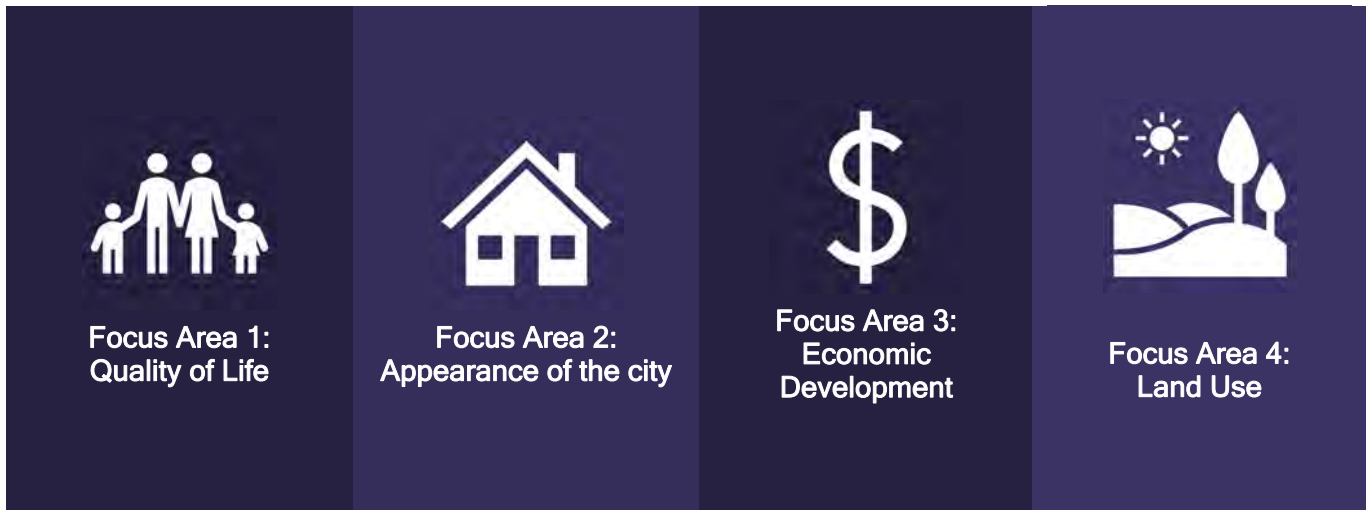 Focus Area 1:
Quality of Life
Focus Area 2:
Appearance of the city
Focus Area 3:
Economic
Development
Focus Area 4:
Land Use